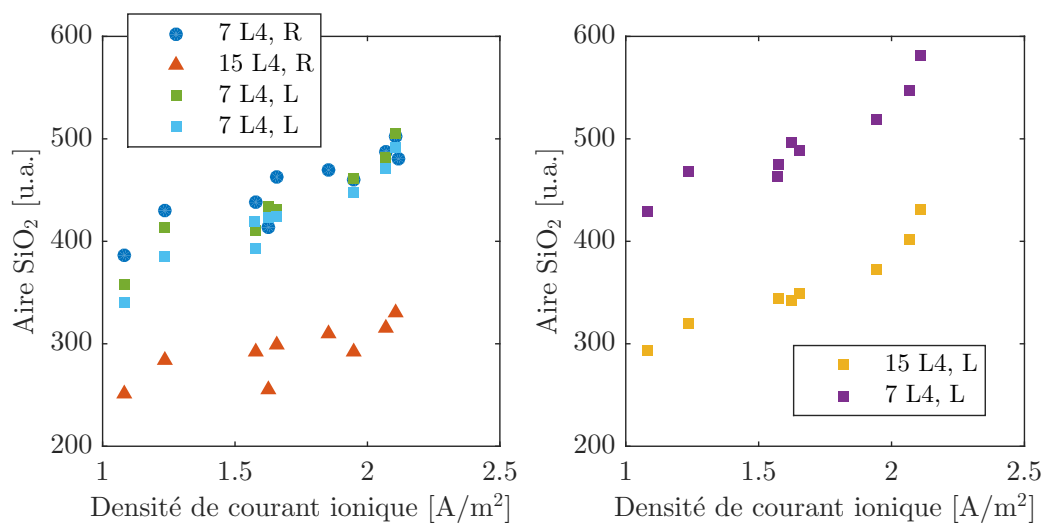 600
500
400
300
200
Aire SiO₂ [u.a.]
7 L4, R
15 L4, R
7 L4, L
7 L4, L
1
1.5
2
2.5
Densité de courant ionique [A/m²]
600
500
400
300
200
Aire SiO₂ [u.a.]
15 L4, L
7 L4, L
1
1.5
2
2.5
Densité de courant ionique [A/m²]